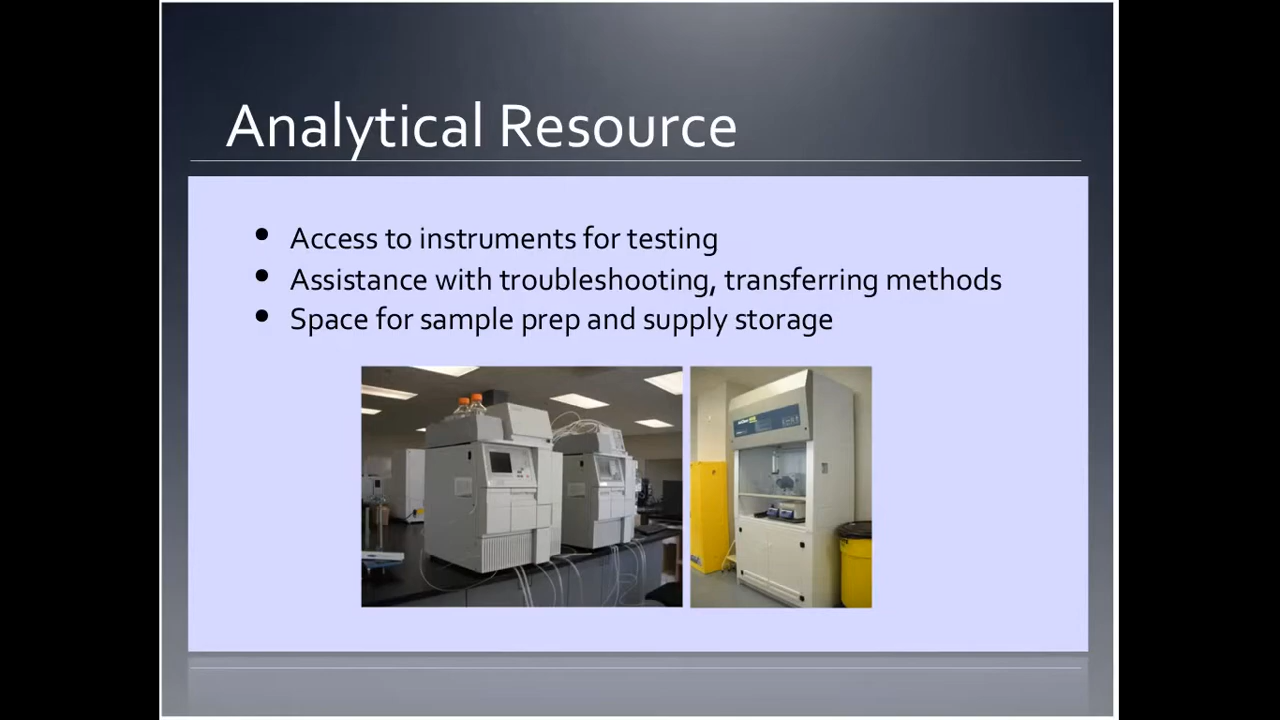 Analytical Resource
• Access to instruments for testing
• Assistance with troubleshooting, transferring methods
• Space for sample prep and supply storage